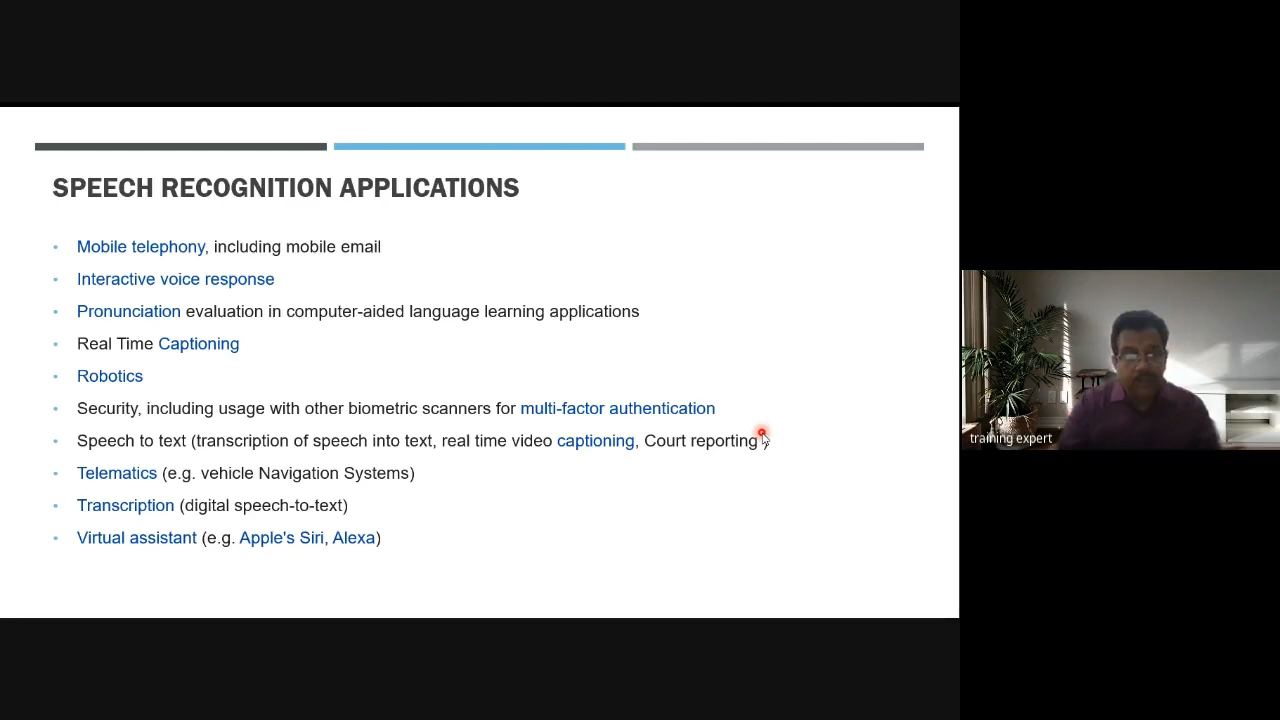 SPEECH RECOGNITION APPLICATIONS
• Mobile telephony, including mobile email
• Interactive voice response
• Pronunciation evaluation in computer-aided language learning applications
• Real Time Captioning
• Robotics
• Security, including usage with other biometric scanners for multi-factor authentication
• Speech to text (transcription of speech into text, real time video captioning, Court reporting )
• Telematics (e.g. vehicle Navigation Systems)
• Transcription (digital speech-to-text)
• Virtual assistant (e.g. Apple's Siri, Alexa)
training expert